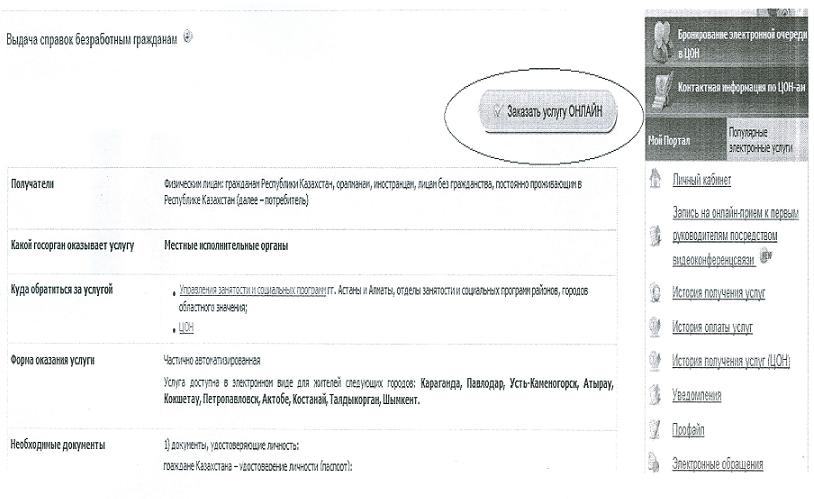 Выдача справок безработным гражданам
Заказать услугу ОНЛАЙН
Получатели
Физическим лицам: гражданам Республики Казахстан, оралманам, иностранцам, лицам без гражданства, постоянно проживающим в
Республике Казахстан (далее – потребитель)
Какой госорган оказывает услугу
Местные исполнительные органы
Куда обратиться за услугой
Управления занятости и социальных программ гг. Астаны и Алматы, отделы занятости и социальных программ районов, городов
областного значения;
ЦОН
Форма оказания услуги
Частично автоматизированная
Услуга доступна в электронном виде для жителей следующих городов: Караганда, Павлодар, Усть-Каменогорск, Атырау,
Кокшетау, Петропавловск, Актобе, Костанай, Талдыкорган, Шымкент.
Необходимые документы
1) документы, удостоверяющие личность:
граждане Казахстана – удостоверение личности (паспорт);
Бронирование электронной очереди
в ЦОН
Контактная информация по ЦОН-ам
Мой Портал
Популярные
электронные услуги
Личный кабинет
Запись на онлайн-прием к первым
руководителям посредством
видеоконференцсвязи NEW
История получения услуг
История оплаты услуг
История получения услуг (ЦОН)
Уведомления
Профайл
Электронные обращения